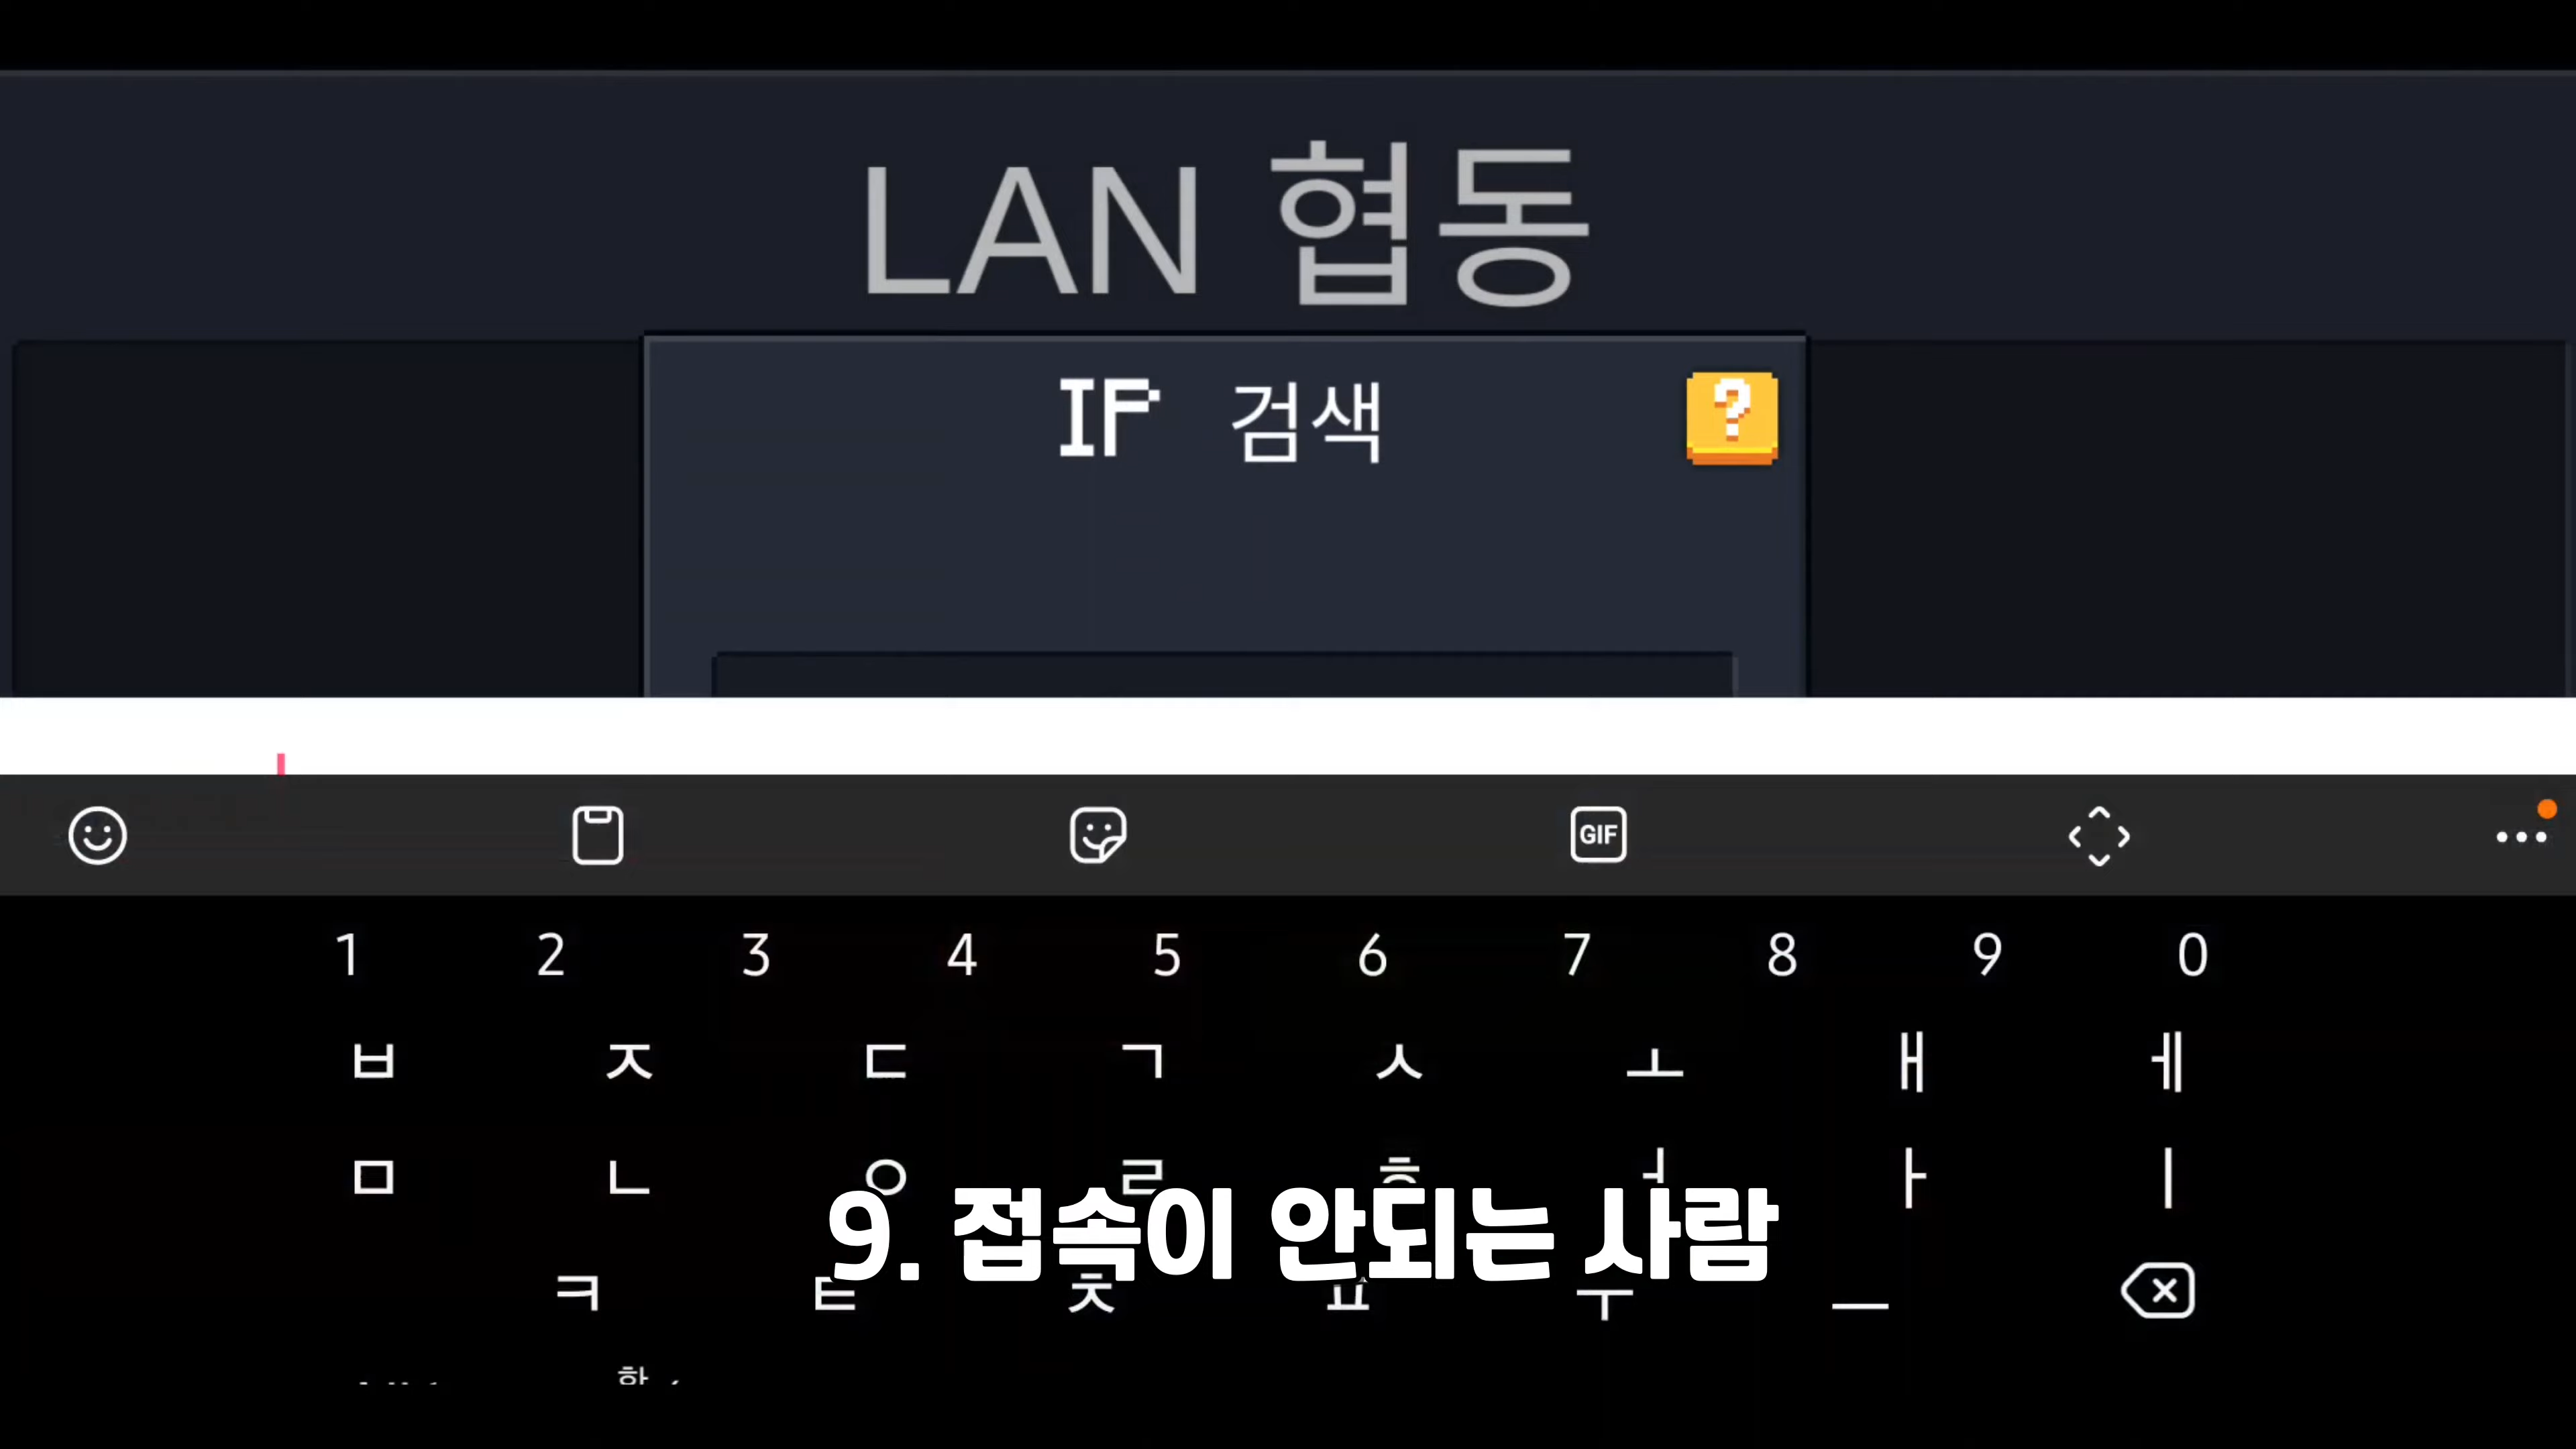 LAN 협동
IP 검색
GIF
1 2 3 4 5 6 7 8 9 0
ㅂ ㅈ ㄷ ㄱ ㅅ ㅗ ㅐ ㅔ
ㅁ ㄴ ㅇ ㄹ ㅎ ㅓ ㅏ ㅣ
9. 접속이 안되는 사람
ㅋ ㅌ ㅊ ㅛ ㅜ ㅡ